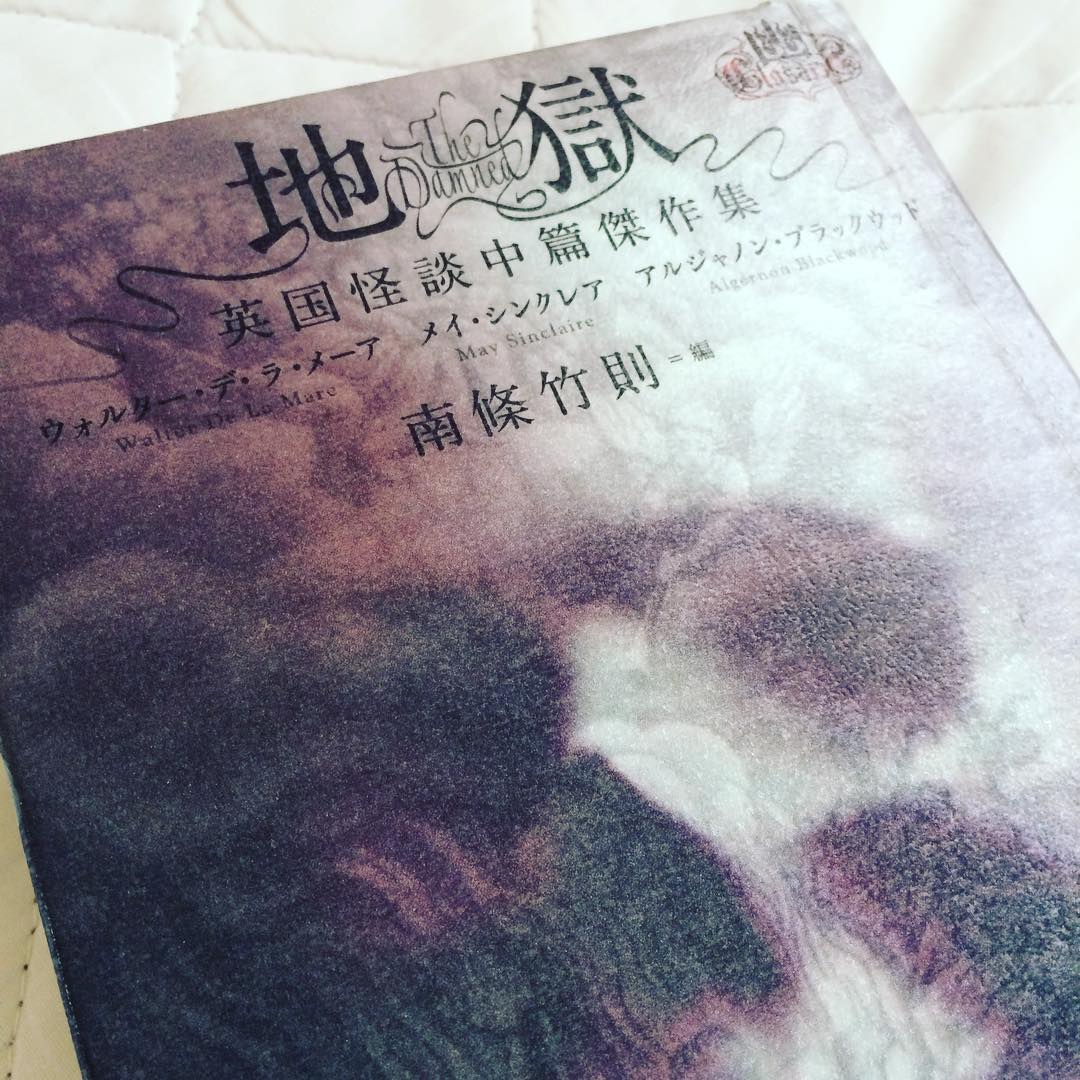 地獄
The Damned
英国怪談中篇傑作集
ウォルター・デ・ラ・メーア メイ・シンクレア アルジャノン・ブラックウッド
Walter De La Mare May Sinclaire Algernon Blackwood
南條竹則=編